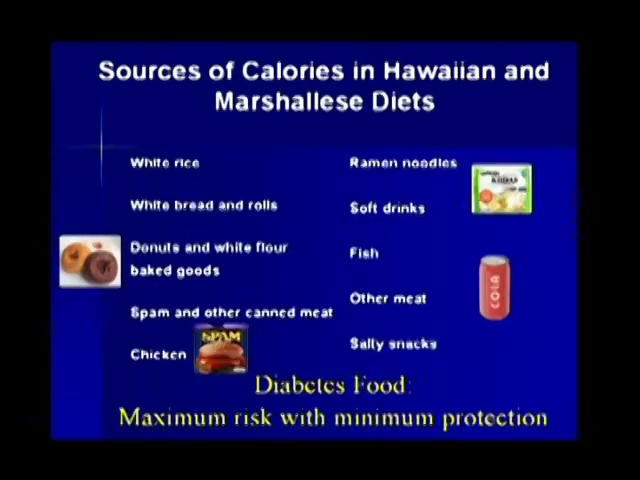 Sources of Calories in Hawaiian and
Marshallese Diets
White rice
White bread and rolls
Donuts and white flour
baked goods
Spam and other canned meat
Chicken
SPAM
Ramen noodles
Soft drinks
Fish
Other meat
Salty snacks
COLA
Diabetes Food:
Maximum risk with minimum protection